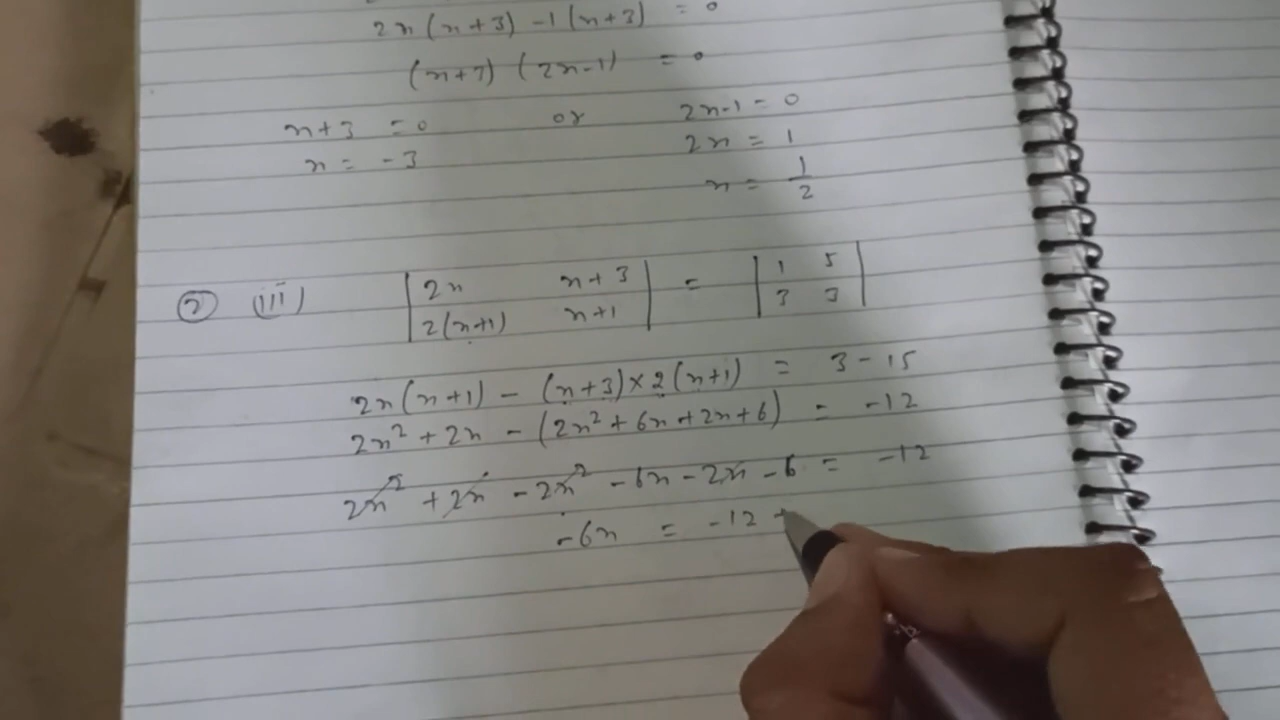 2x(x+3) -1(x+3) = 0
(x+3) (2x-1) = 0
x+3 = 0 or 2x-1 = 0
x = -3 2x = 1
x = 1/2
② (iii) | 2x x+3 | = | 1 5 |
| 2(x+1) x+1 | | 3 3 |
2x(x+1) - (x+3)×2(x+1) = 3-15
2x² + 2x - (2x² + 6x + 2x + 6) = -12
2x² + 2x - 2x² - 6x - 2x - 6 = -12
-6x = -12 +